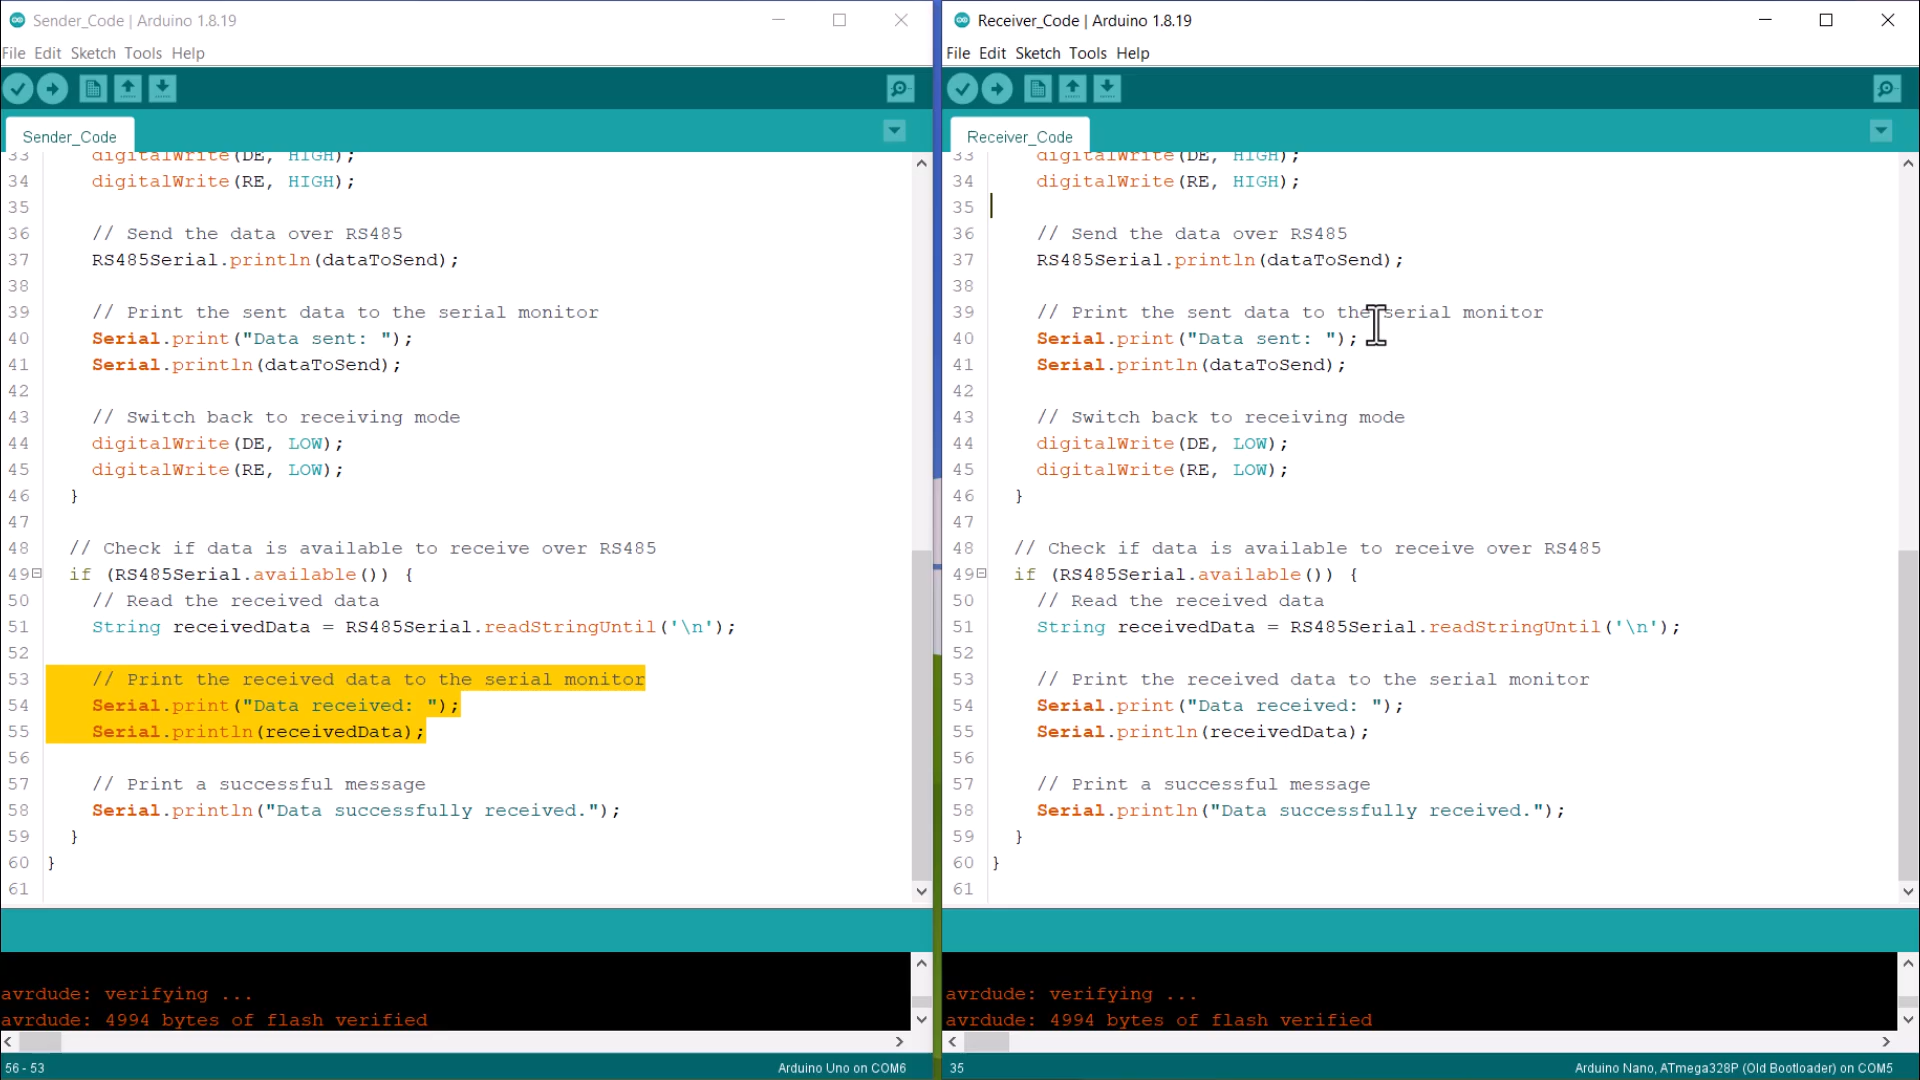 Sender_Code | Arduino 1.8.19
File Edit Sketch Tools Help
Sender_Code
33 digitalWrite(DE, HIGH);
34 digitalWrite(RE, HIGH);
35
36 // Send the data over RS485
37 RS485Serial.println(dataToSend);
38
39 // Print the sent data to the serial monitor
40 Serial.print("Data sent: ");
41 Serial.println(dataToSend);
42
43 // Switch back to receiving mode
44 digitalWrite(DE, LOW);
45 digitalWrite(RE, LOW);
46 }
47
48 // Check if data is available to receive over RS485
49 if (RS485Serial.available()) {
50 // Read the received data
51 String receivedData = RS485Serial.readStringUntil('\n');
52
53 // Print the received data to the serial monitor
54 Serial.print("Data received: ");
55 Serial.println(receivedData);
56
57 // Print a successful message
58 Serial.println("Data successfully received.");
59 }
60 }
61
avrdude: verifying ...
avrdude: 4994 bytes of flash verified
56 - 53 Arduino Uno on COM6
Receiver_Code | Arduino 1.8.19
File Edit Sketch Tools Help
Receiver_Code
33 digitalWrite(DE, HIGH);
34 digitalWrite(RE, HIGH);
35
36 // Send the data over RS485
37 RS485Serial.println(dataToSend);
38
39 // Print the sent data to the serial monitor
40 Serial.print("Data sent: ");
41 Serial.println(dataToSend);
42
43 // Switch back to receiving mode
44 digitalWrite(DE, LOW);
45 digitalWrite(RE, LOW);
46 }
47
48 // Check if data is available to receive over RS485
49 if (RS485Serial.available()) {
50 // Read the received data
51 String receivedData = RS485Serial.readStringUntil('\n');
52
53 // Print the received data to the serial monitor
54 Serial.print("Data received: ");
55 Serial.println(receivedData);
56
57 // Print a successful message
58 Serial.println("Data successfully received.");
59 }
60 }
61
avrdude: verifying ...
avrdude: 4994 bytes of flash verified
35 Arduino Nano, ATmega328P (Old Bootloader) on COM5